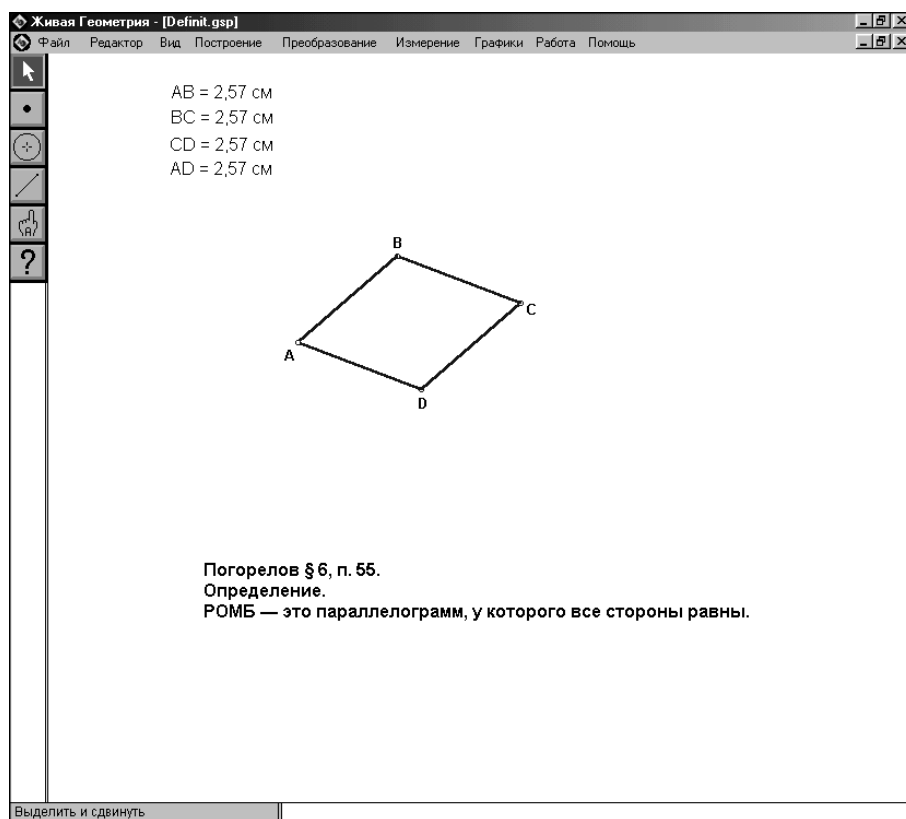 Живая Геометрия - [Definit.gsp]
Файл Редактор Вид Построение Преобразование Измерение Графики Работа Помощь
AB = 2,57 см
BC = 2,57 см
CD = 2,57 см
AD = 2,57 см
A
?
B
C
A
D
Погорелов § 6, п. 55.
Определение.
РОМБ — это параллелограмм, у которого все стороны равны.
Выделить и сдвинуть